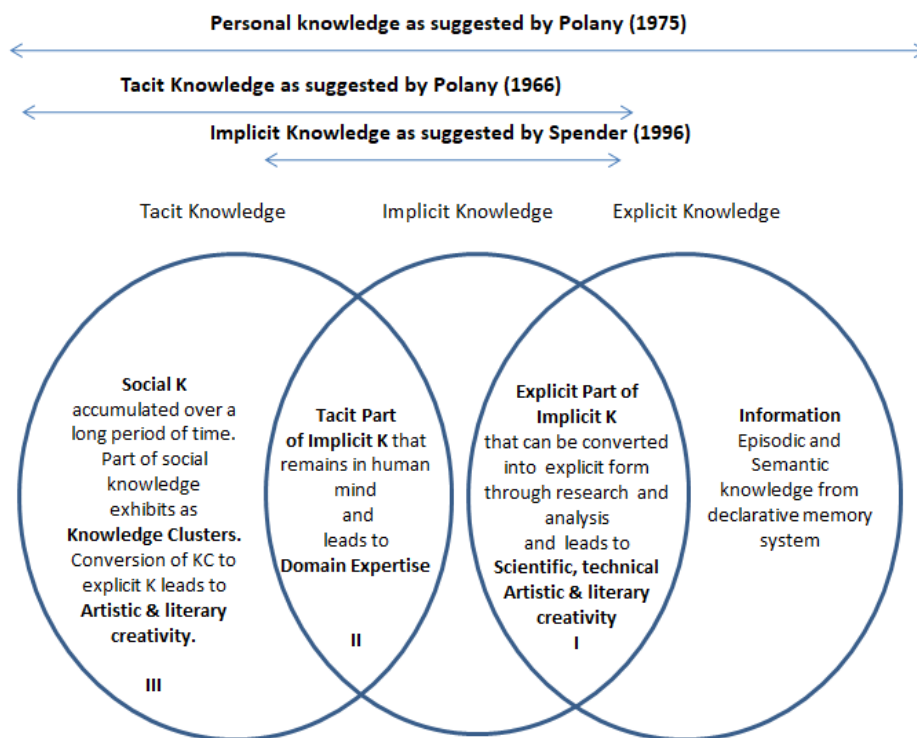 Personal knowledge as suggested by Polany (1975)
Tacit Knowledge as suggested by Polany (1966)
Implicit Knowledge as suggested by Spender (1996)
Tacit Knowledge
Implicit Knowledge
Explicit Knowledge
Social K
accumulated over a
long period of time.
Part of social
knowledge
exhibits as
Knowledge Clusters.
Conversion of KC to
explicit K leads to
Artistic & literary
creativity.
III
Tacit Part
of Implicit K that
remains in human
mind
and
leads to
Domain Expertise
II
Explicit Part of
Implicit K
that can be converted
into explicit form
through research and
analysis
and leads to
Scientific, technical
Artistic & literary
creativity
I
Information
Episodic and
Semantic
knowledge from
declarative memory
system